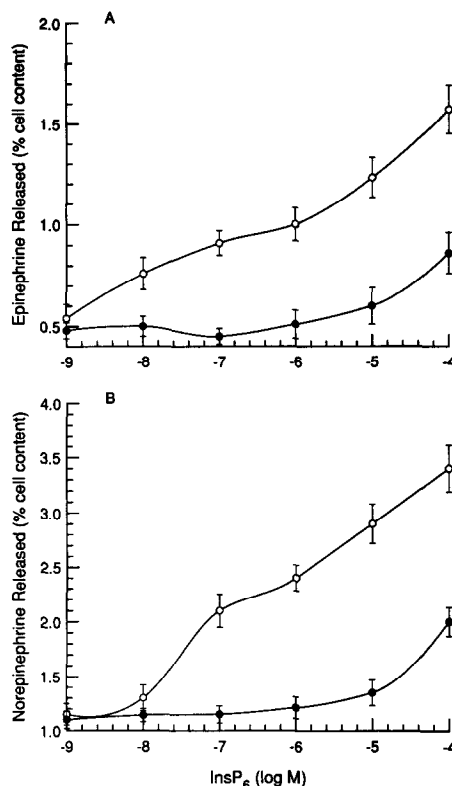 A
Epinephrine Released (% cell content)
2.0
1.5
1.0
0.5
-9 -8 -7 -6 -5 -4
B
Norepinephrine Released (% cell content)
4.0
3.5
3.0
2.5
2.0
1.5
1.0
-9 -8 -7 -6 -5 -4
InsP6 (log M)